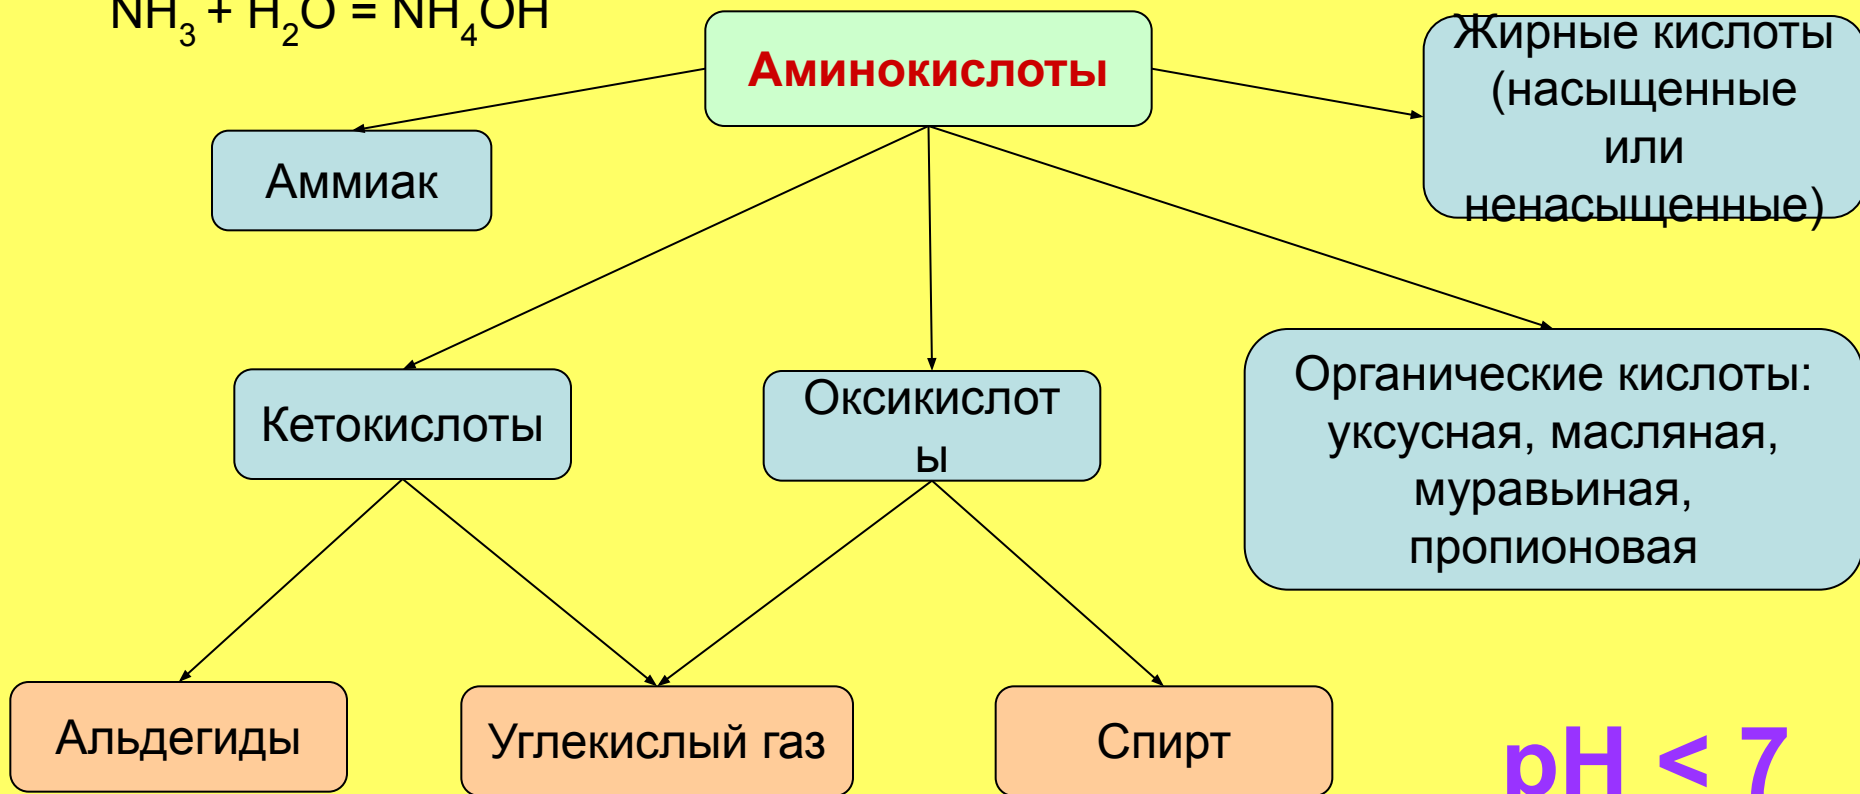 NH3 + H2O = NH4OH
Аминокислоты
Жирные кислоты
(насыщенные
или
ненасыщенные)
Аммиак
Кетокислоты
Оксикислот
ы
Органические кислоты:
уксусная, масляная,
муравьиная,
пропионовая
Альдегиды
Углекислый газ
Спирт
pH < 7